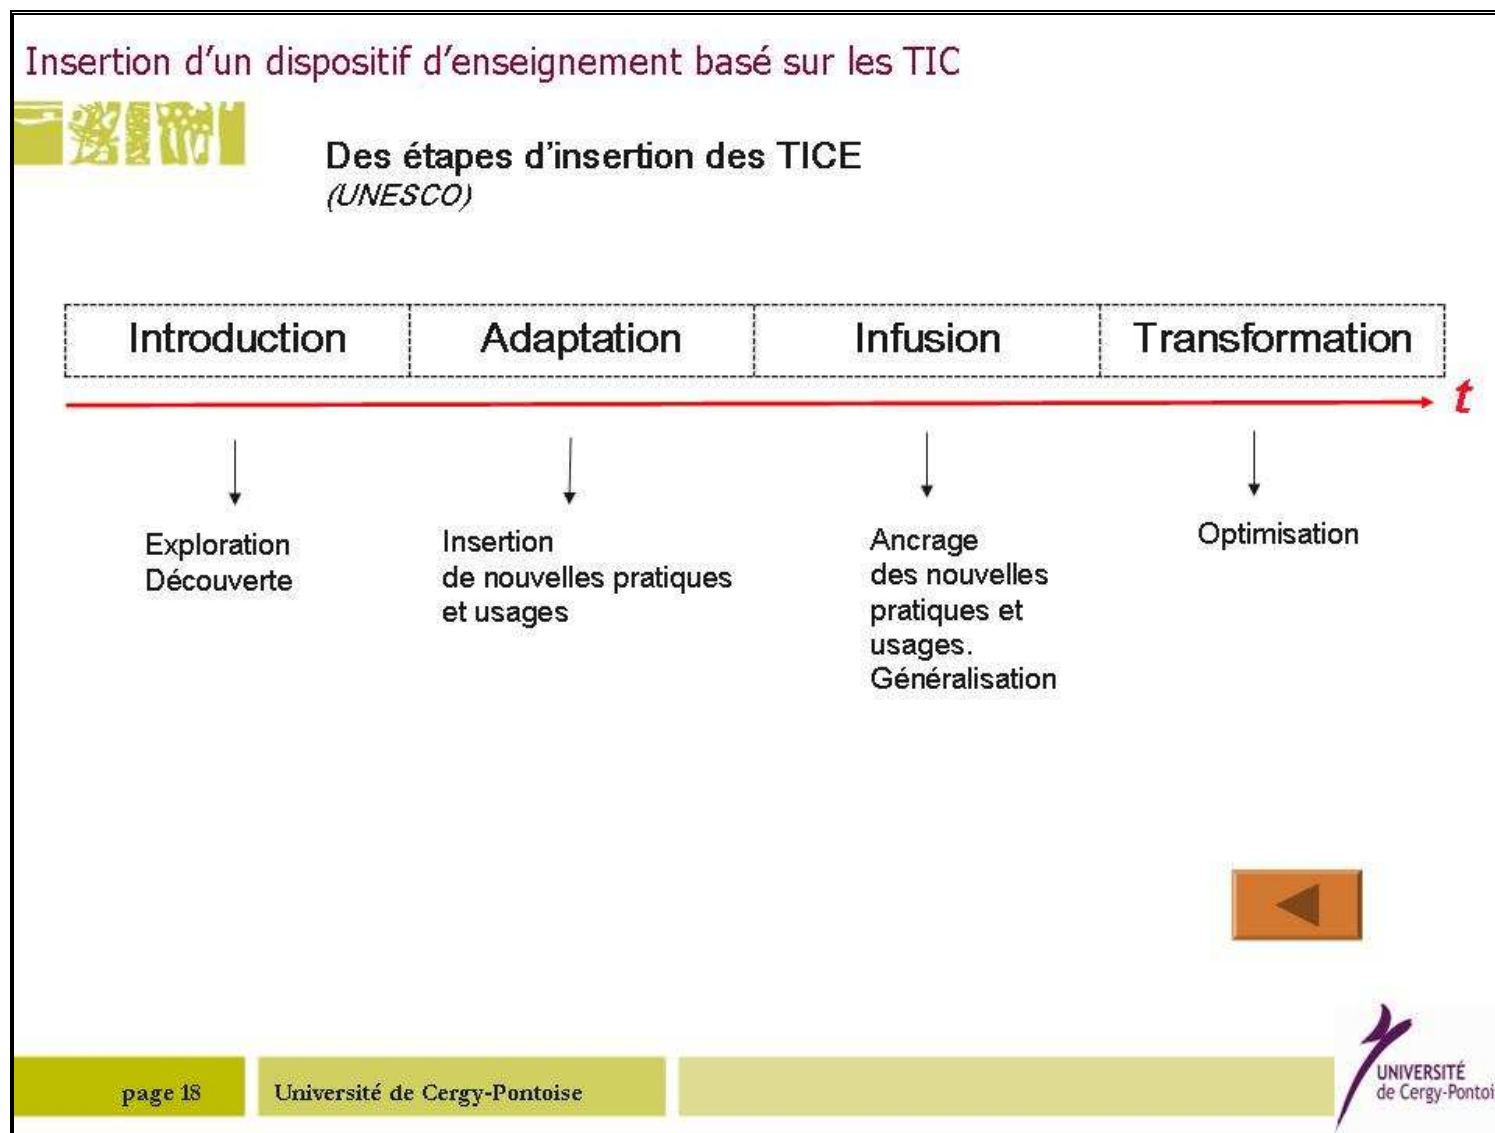 Insertion d’un dispositif d’enseignement basé sur les TIC
Des étapes d’insertion des TICE
(UNESCO)
Introduction
Adaptation
Infusion
Transformation
t
Exploration
Découverte
Insertion
de nouvelles pratiques
et usages
Ancrage
des nouvelles
pratiques et
usages.
Généralisation
Optimisation
page 18
Université de Cergy-Pontoise
UNIVERSITÉ
de Cergy-Pontoi